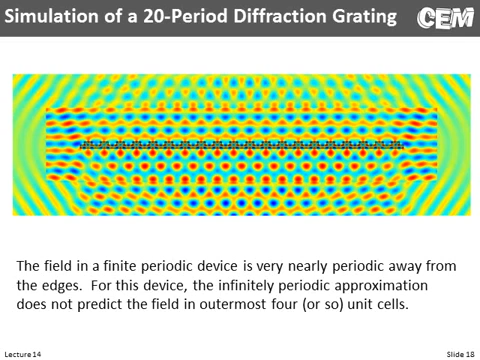 Simulation of a 20-Period Diffraction Grating
CEM
The field in a finite periodic device is very nearly periodic away from
the edges.  For this device, the infinitely periodic approximation
does not predict the field in outermost four (or so) unit cells.
Lecture 14
Slide 18